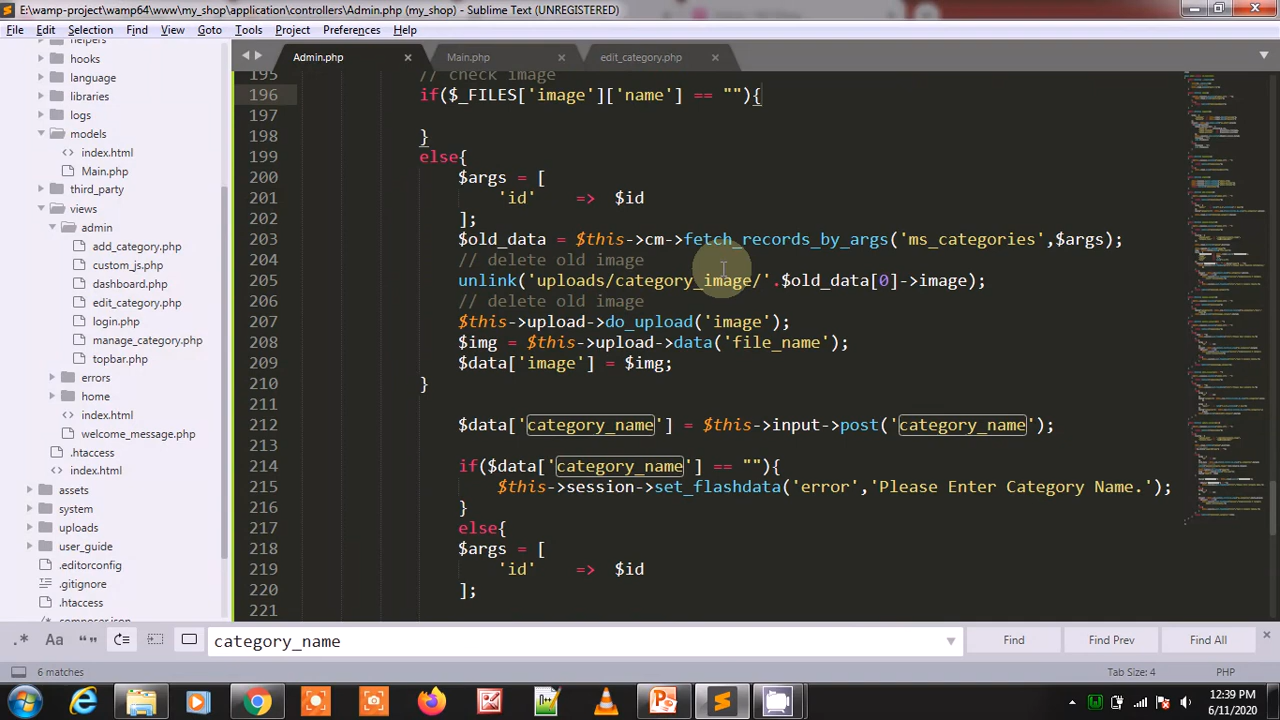 E:\wamp-project\wamp64\www\my_shop\application\controllers\Admin.php (my_shop) - Sublime Text (UNREGISTERED)
File Edit Selection Find View Goto Tools Project Preferences Help
helpers
hooks
language
libraries
logs
models
index.html
Main.php
third_party
views
admin
add_category.php
custom_js.php
dashboard.php
edit_category.php
login.php
manage_category.php
topbar.php
errors
home
index.html
welcome_message.php
.htaccess
index.html
assets
system
uploads
user_guide
.editorconfig
.gitignore
.htaccess
composer.json
Admin.php Main.php edit_category.php
195 // check image
196 if($_FILES['image']['name'] == ""){
197
198 }
199 else{
200 $args = [
201 'id' => $id
202 ];
203 $old_data = $this->cm->fetch_records_by_args('ms_categories',$args);
204 //delete old image
205 unlink('uploads/category_image/'.$old_data[0]->image);
206 //delete old image
207 $this->upload->do_upload('image');
208 $img = $this->upload->data('file_name');
209 $data['image'] = $img;
210 }
211
212 $data['category_name'] = $this->input->post('category_name');
213
214 if($data['category_name'] == ""){
215 $this->session->set_flashdata('error','Please Enter Category Name.');
216 }
217 else{
218 $args = [
219 'id' => $id
220 ];
221
.* Aa “” category_name Find Find Prev Find All
6 matches Tab Size: 4 PHP
12:39 PM
6/11/2020